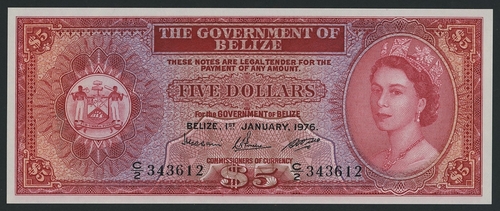 $5
THE GOVERNMENT OF
BELIZE
$5
THESE NOTES ARE LEGAL TENDER FOR THE
PAYMENT OF ANY AMOUNT.
FIVE DOLLARS
For the GOVERNMENT OF BELIZE
BELIZE, 1ST JANUARY, 1976.
COMMISSIONERS OF CURRENCY
C/2 343612
$5
C/2 343612
$5